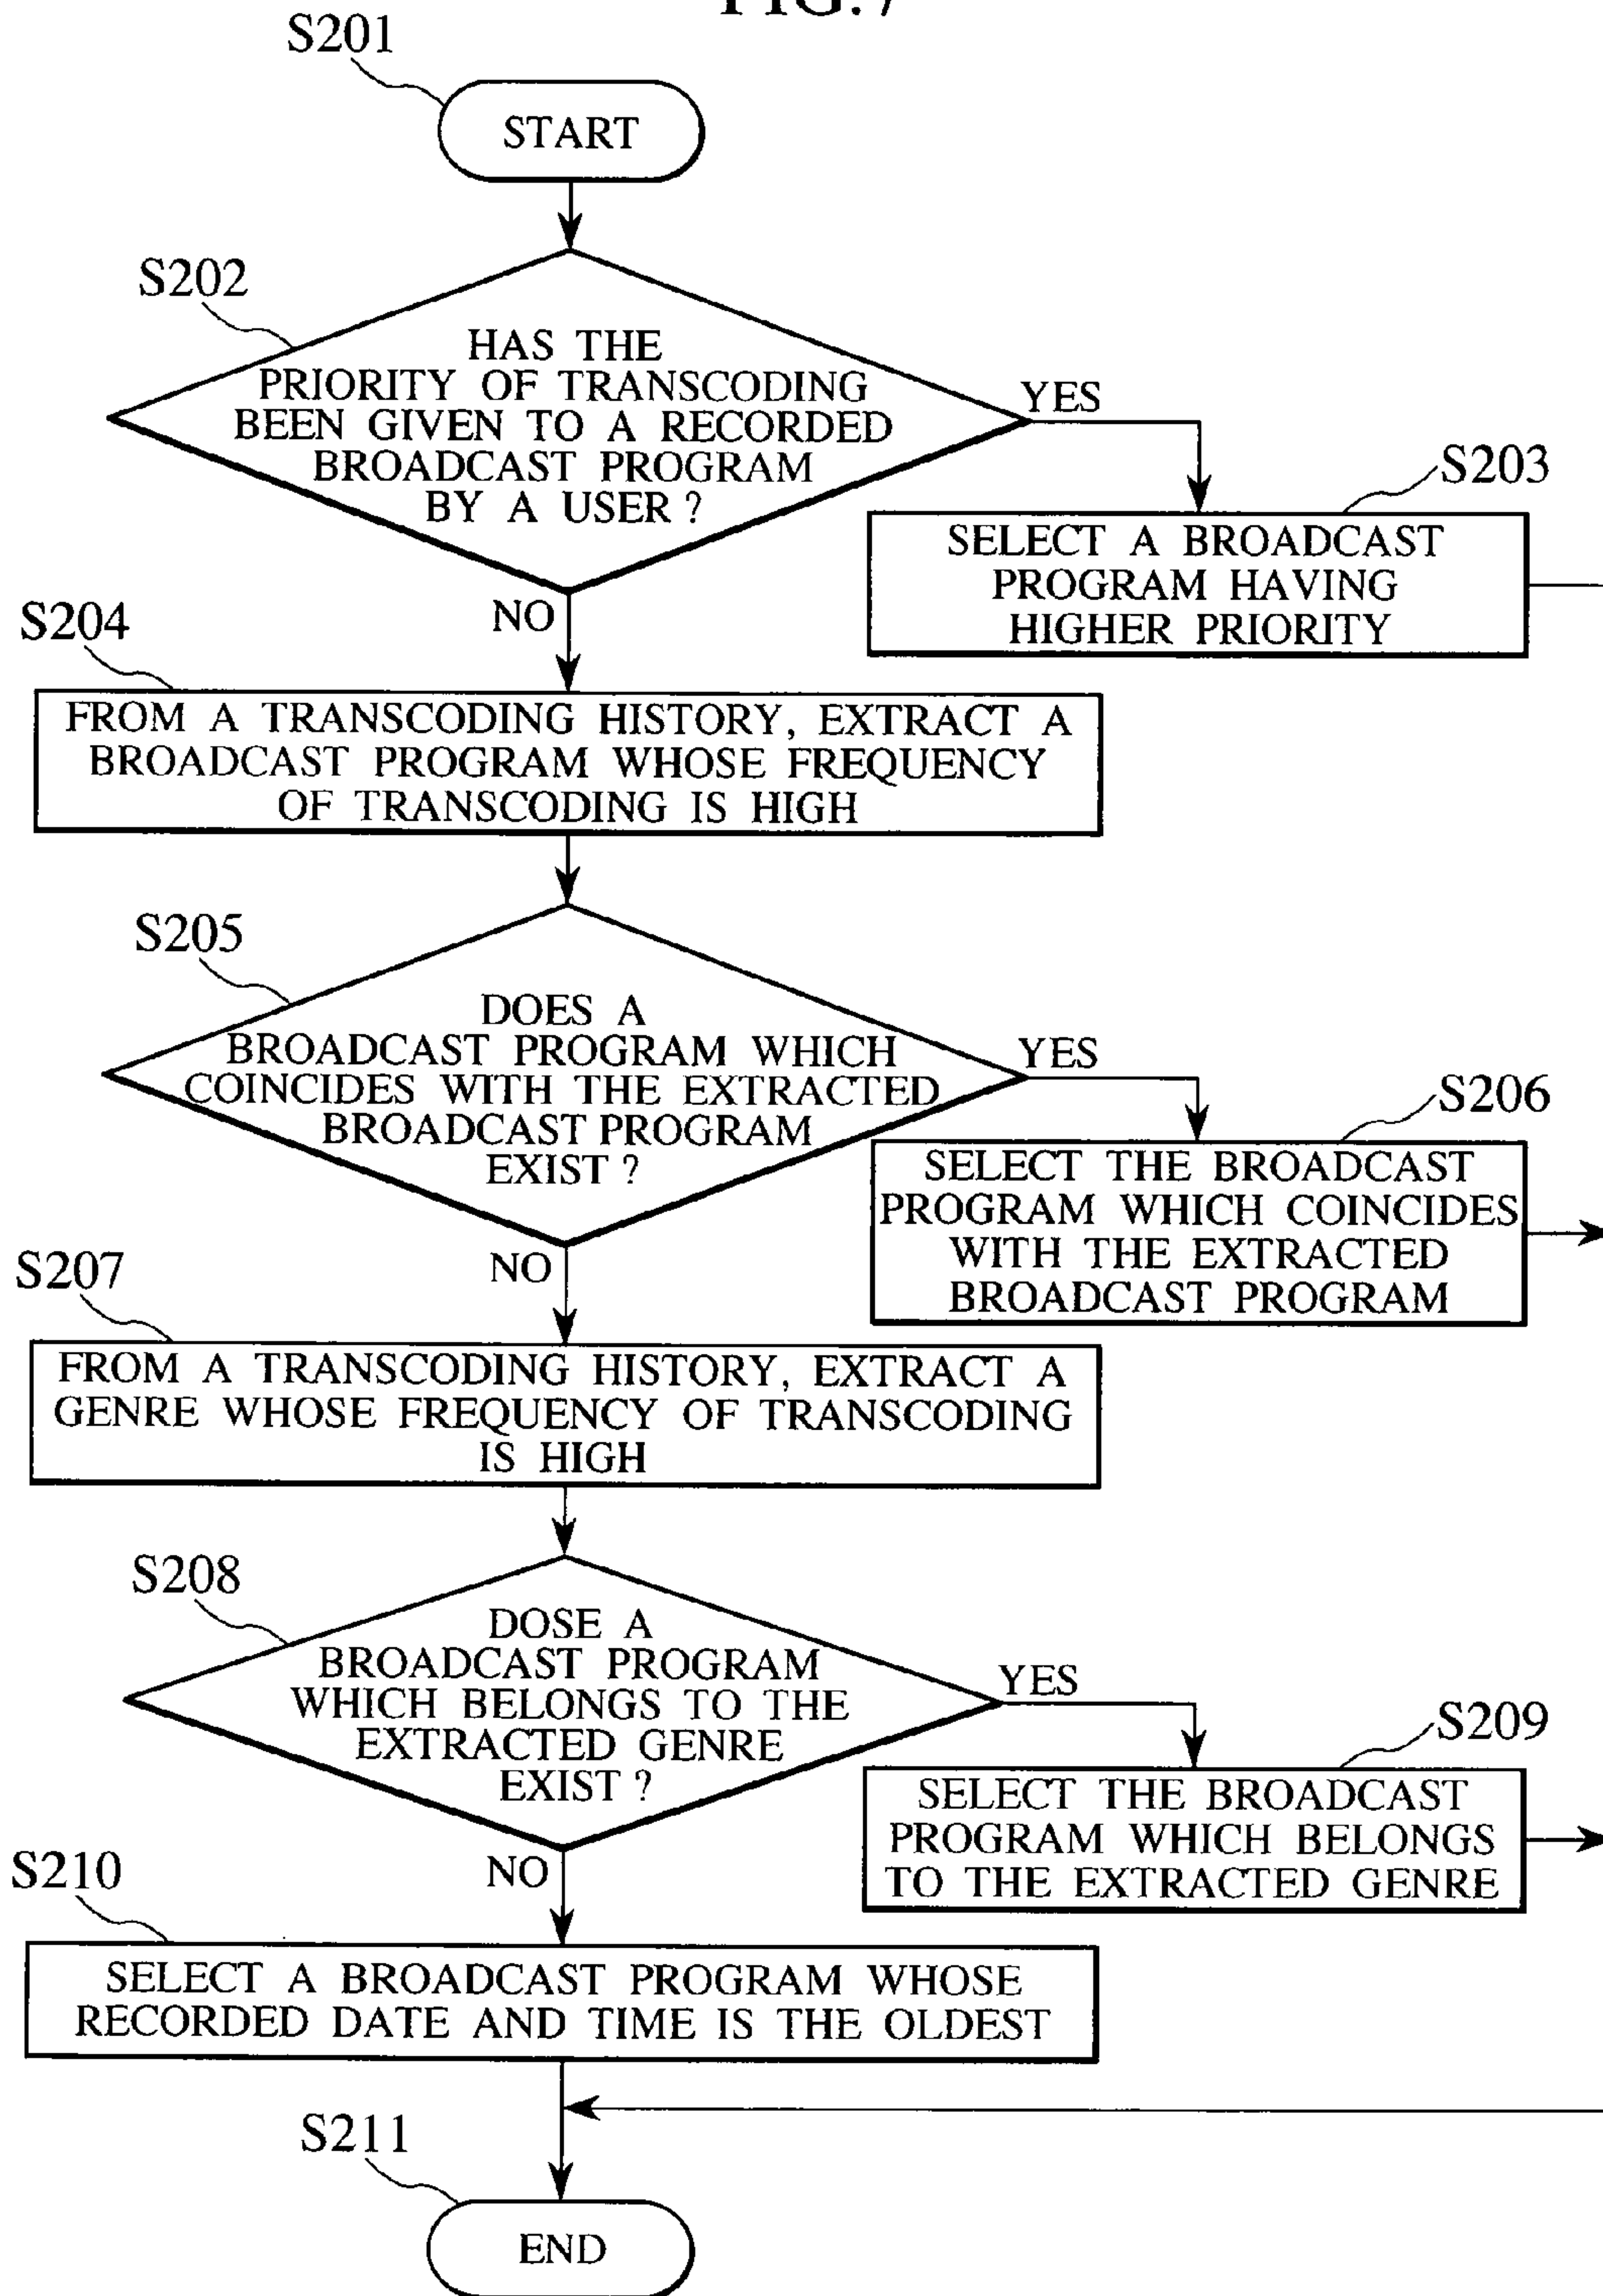 FIG. 7
S201
START
S202
HAS THE
PRIORITY OF TRANSCODING
BEEN GIVEN TO A RECORDED
BROADCAST PROGRAM
BY A USER ?
YES
S203
SELECT A BROADCAST
PROGRAM HAVING
HIGHER PRIORITY
NO
S204
FROM A TRANSCODING HISTORY, EXTRACT A
BROADCAST PROGRAM WHOSE FREQUENCY
OF TRANSCODING IS HIGH
S205
DOES A
BROADCAST PROGRAM WHICH
COINCIDES WITH THE EXTRACTED
BROADCAST PROGRAM
EXIST ?
YES
S206
SELECT THE BROADCAST
PROGRAM WHICH COINCIDES
WITH THE EXTRACTED
BROADCAST PROGRAM
NO
S207
FROM A TRANSCODING HISTORY, EXTRACT A
GENRE WHOSE FREQUENCY OF TRANSCODING
IS HIGH
S208
DOSE A
BROADCAST PROGRAM
WHICH BELONGS TO THE
EXTRACTED GENRE
EXIST ?
YES
S209
SELECT THE BROADCAST
PROGRAM WHICH BELONGS
TO THE EXTRACTED GENRE
NO
S210
SELECT A BROADCAST PROGRAM WHOSE
RECORDED DATE AND TIME IS THE OLDEST
S211
END